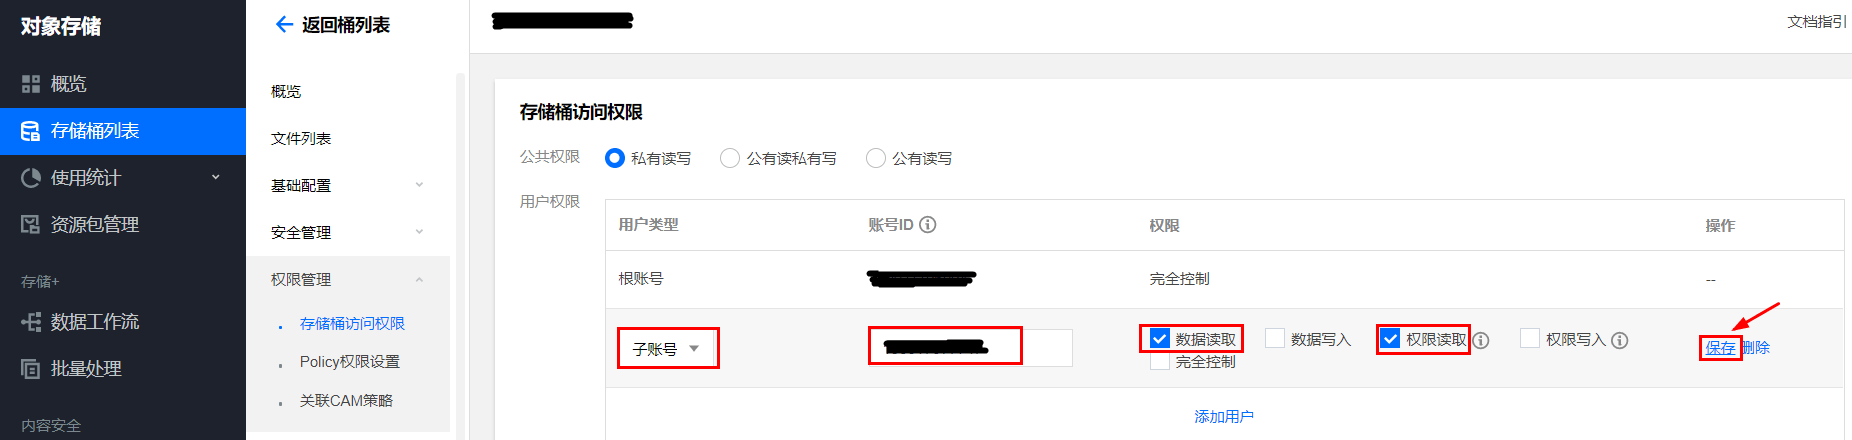 对象存储
概览
存储桶列表
使用统计
资源包管理
存储+
数据工作流
批量处理
内容安全
返回桶列表
概览
文件列表
基础配置
安全管理
权限管理
存储桶访问权限
Policy权限设置
关联CAM策略
文档指引
存储桶访问权限
公共权限 私有读写 公有读私有写 公有读写
用户权限
用户类型 账号ID 权限 操作
根账号 完全控制 --
子账号 数据读取 数据写入 权限读取 权限写入 保存 删除
完全控制
添加用户